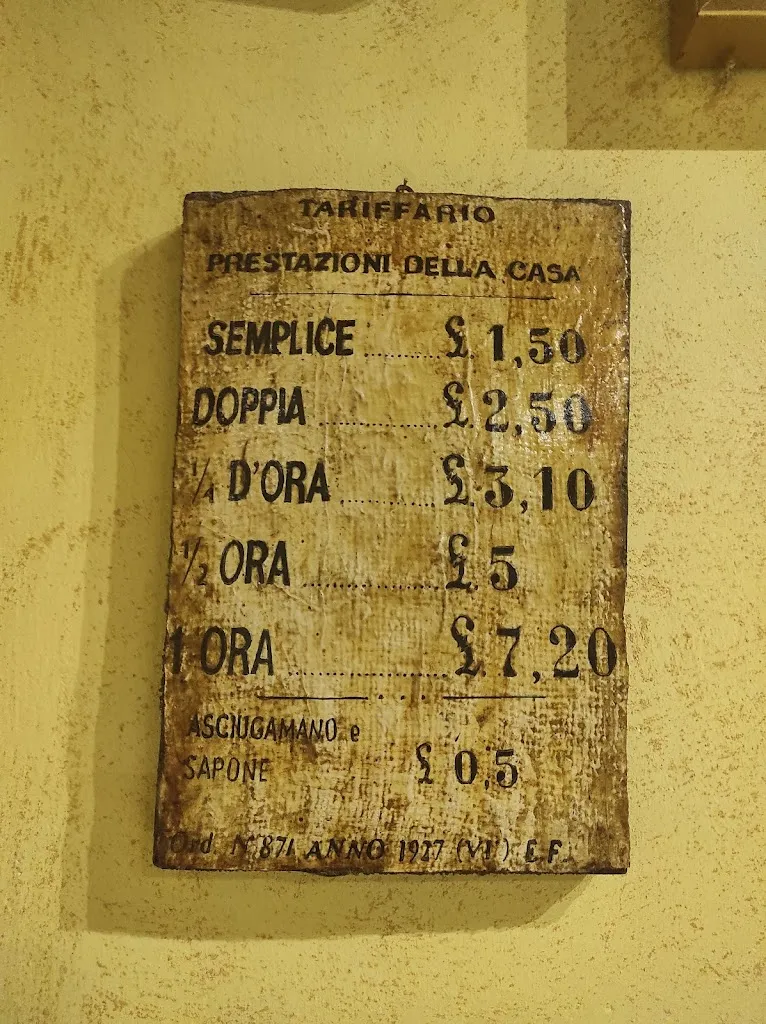 TARIFFARIO
PRESTAZIONI DELLA CASA
SEMPLICE ........... £ 1,50
DOPPIA ............... £ 2,50
1/4 D'ORA ............ £ 3,10
1/2 ORA ................. £ 5
1 ORA .................. £ 7,20
ASCIUGAMANO e
SAPONE £ 0,5
Ord N° 871 ANNO 1927 (VI°) E F.